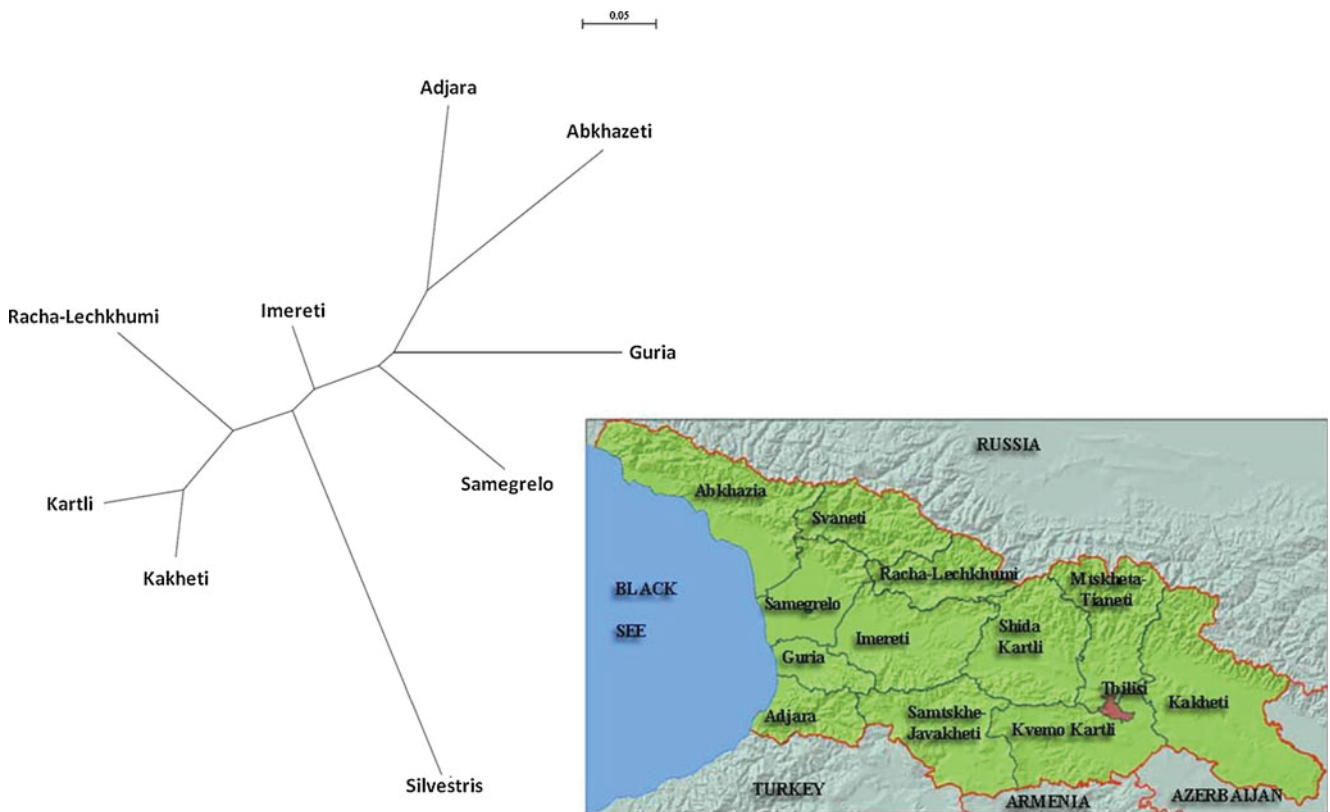 0.05
Adjara
Abkhazeti
Imereti
Racha-Lechkhumi
Guria
Samegrelo
Kartli
Kakheti
Silvestris
RUSSIA
Abkhazia
Svaneti
Racha-Lechkhumi
Mtskheta-
Tianeti
BLACK
SEE
Samegrelo
Imereti
Shida
Kartli
Guria
Tbilisi
Kakheti
Adjara
Samtskhe-
Javakheti
Kvemo Kartli
TURKEY
ARMENIA
AZERBAIJAN